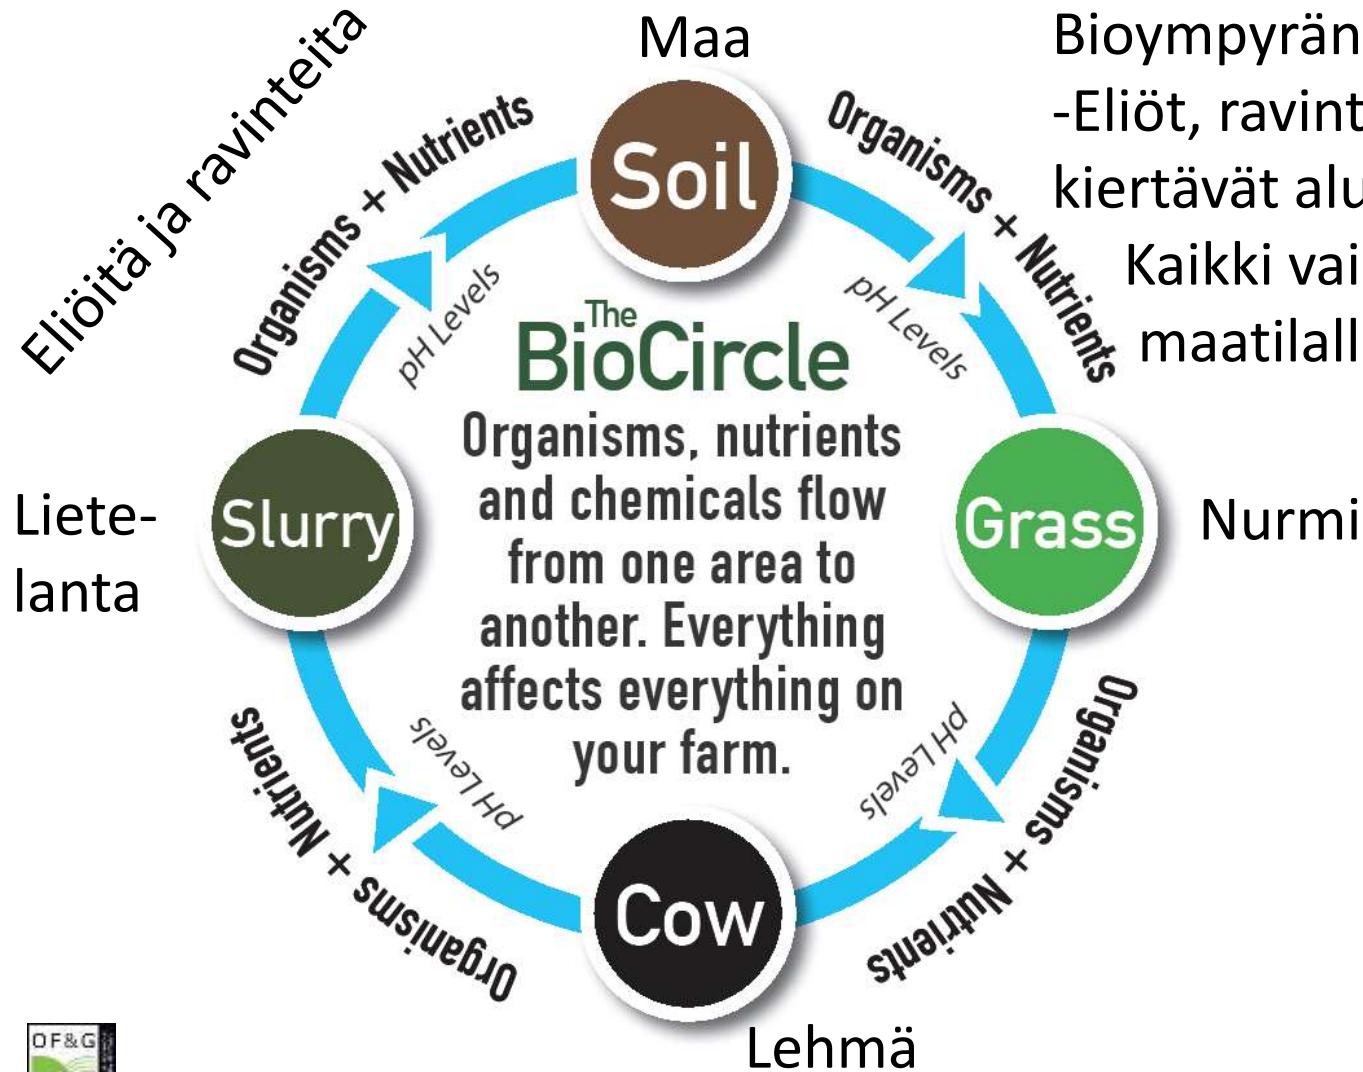 Maa
Bioympyrän
-Eliöt, ravint
kiertävät alu
Kaikki vai
maatilall
Eliöitä ja ravinteita
Organisms + Nutrients
Organisms + Nutrients
Soil
pH Levels
pH Levels
The
BioCircle
Organisms, nutrients
and chemicals flow
from one area to
another. Everything
affects everything on
your farm.
Liete-
lanta
Slurry
Grass
Nurmi
pH Levels
pH Levels
Organisms + Nutrients
Organisms + Nutrients
Cow
Lehmä
OF&G